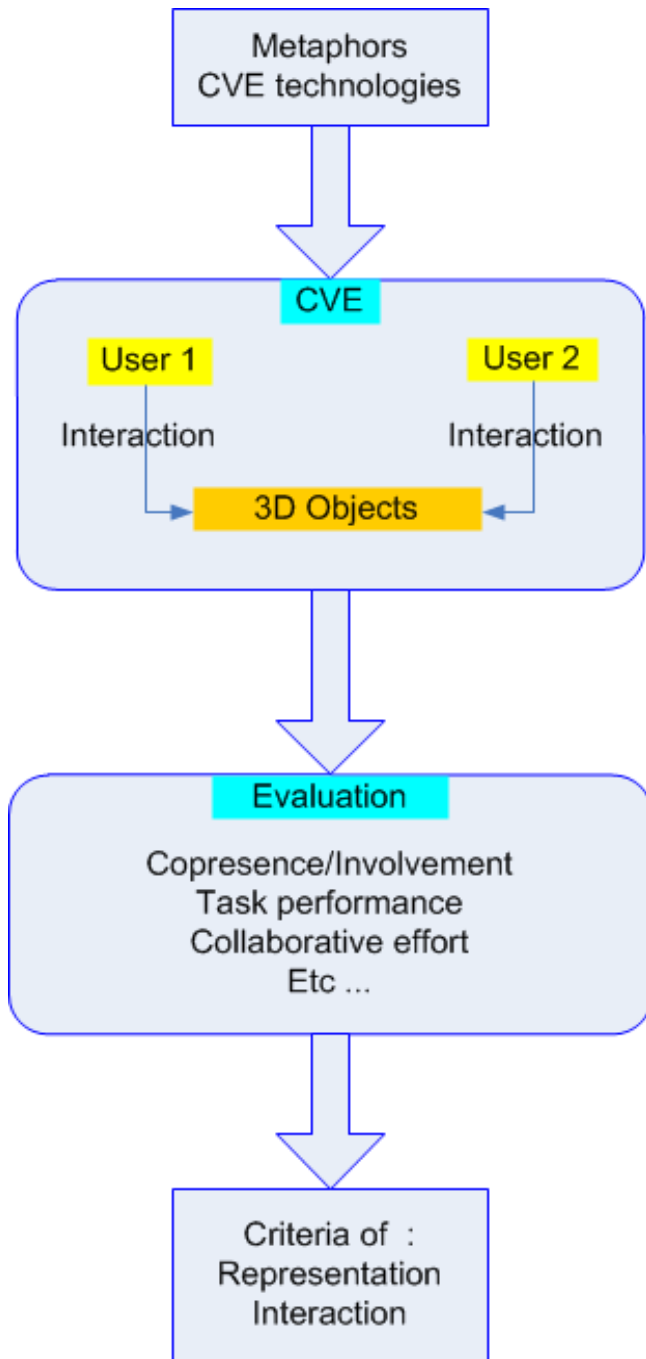 Metaphors
CVE technologies
CVE
User 1
User 2
Interaction
Interaction
3D Objects
Evaluation
Copresence/Involvement
Task performance
Collaborative effort
Etc ...
Criteria of :
Representation
Interaction